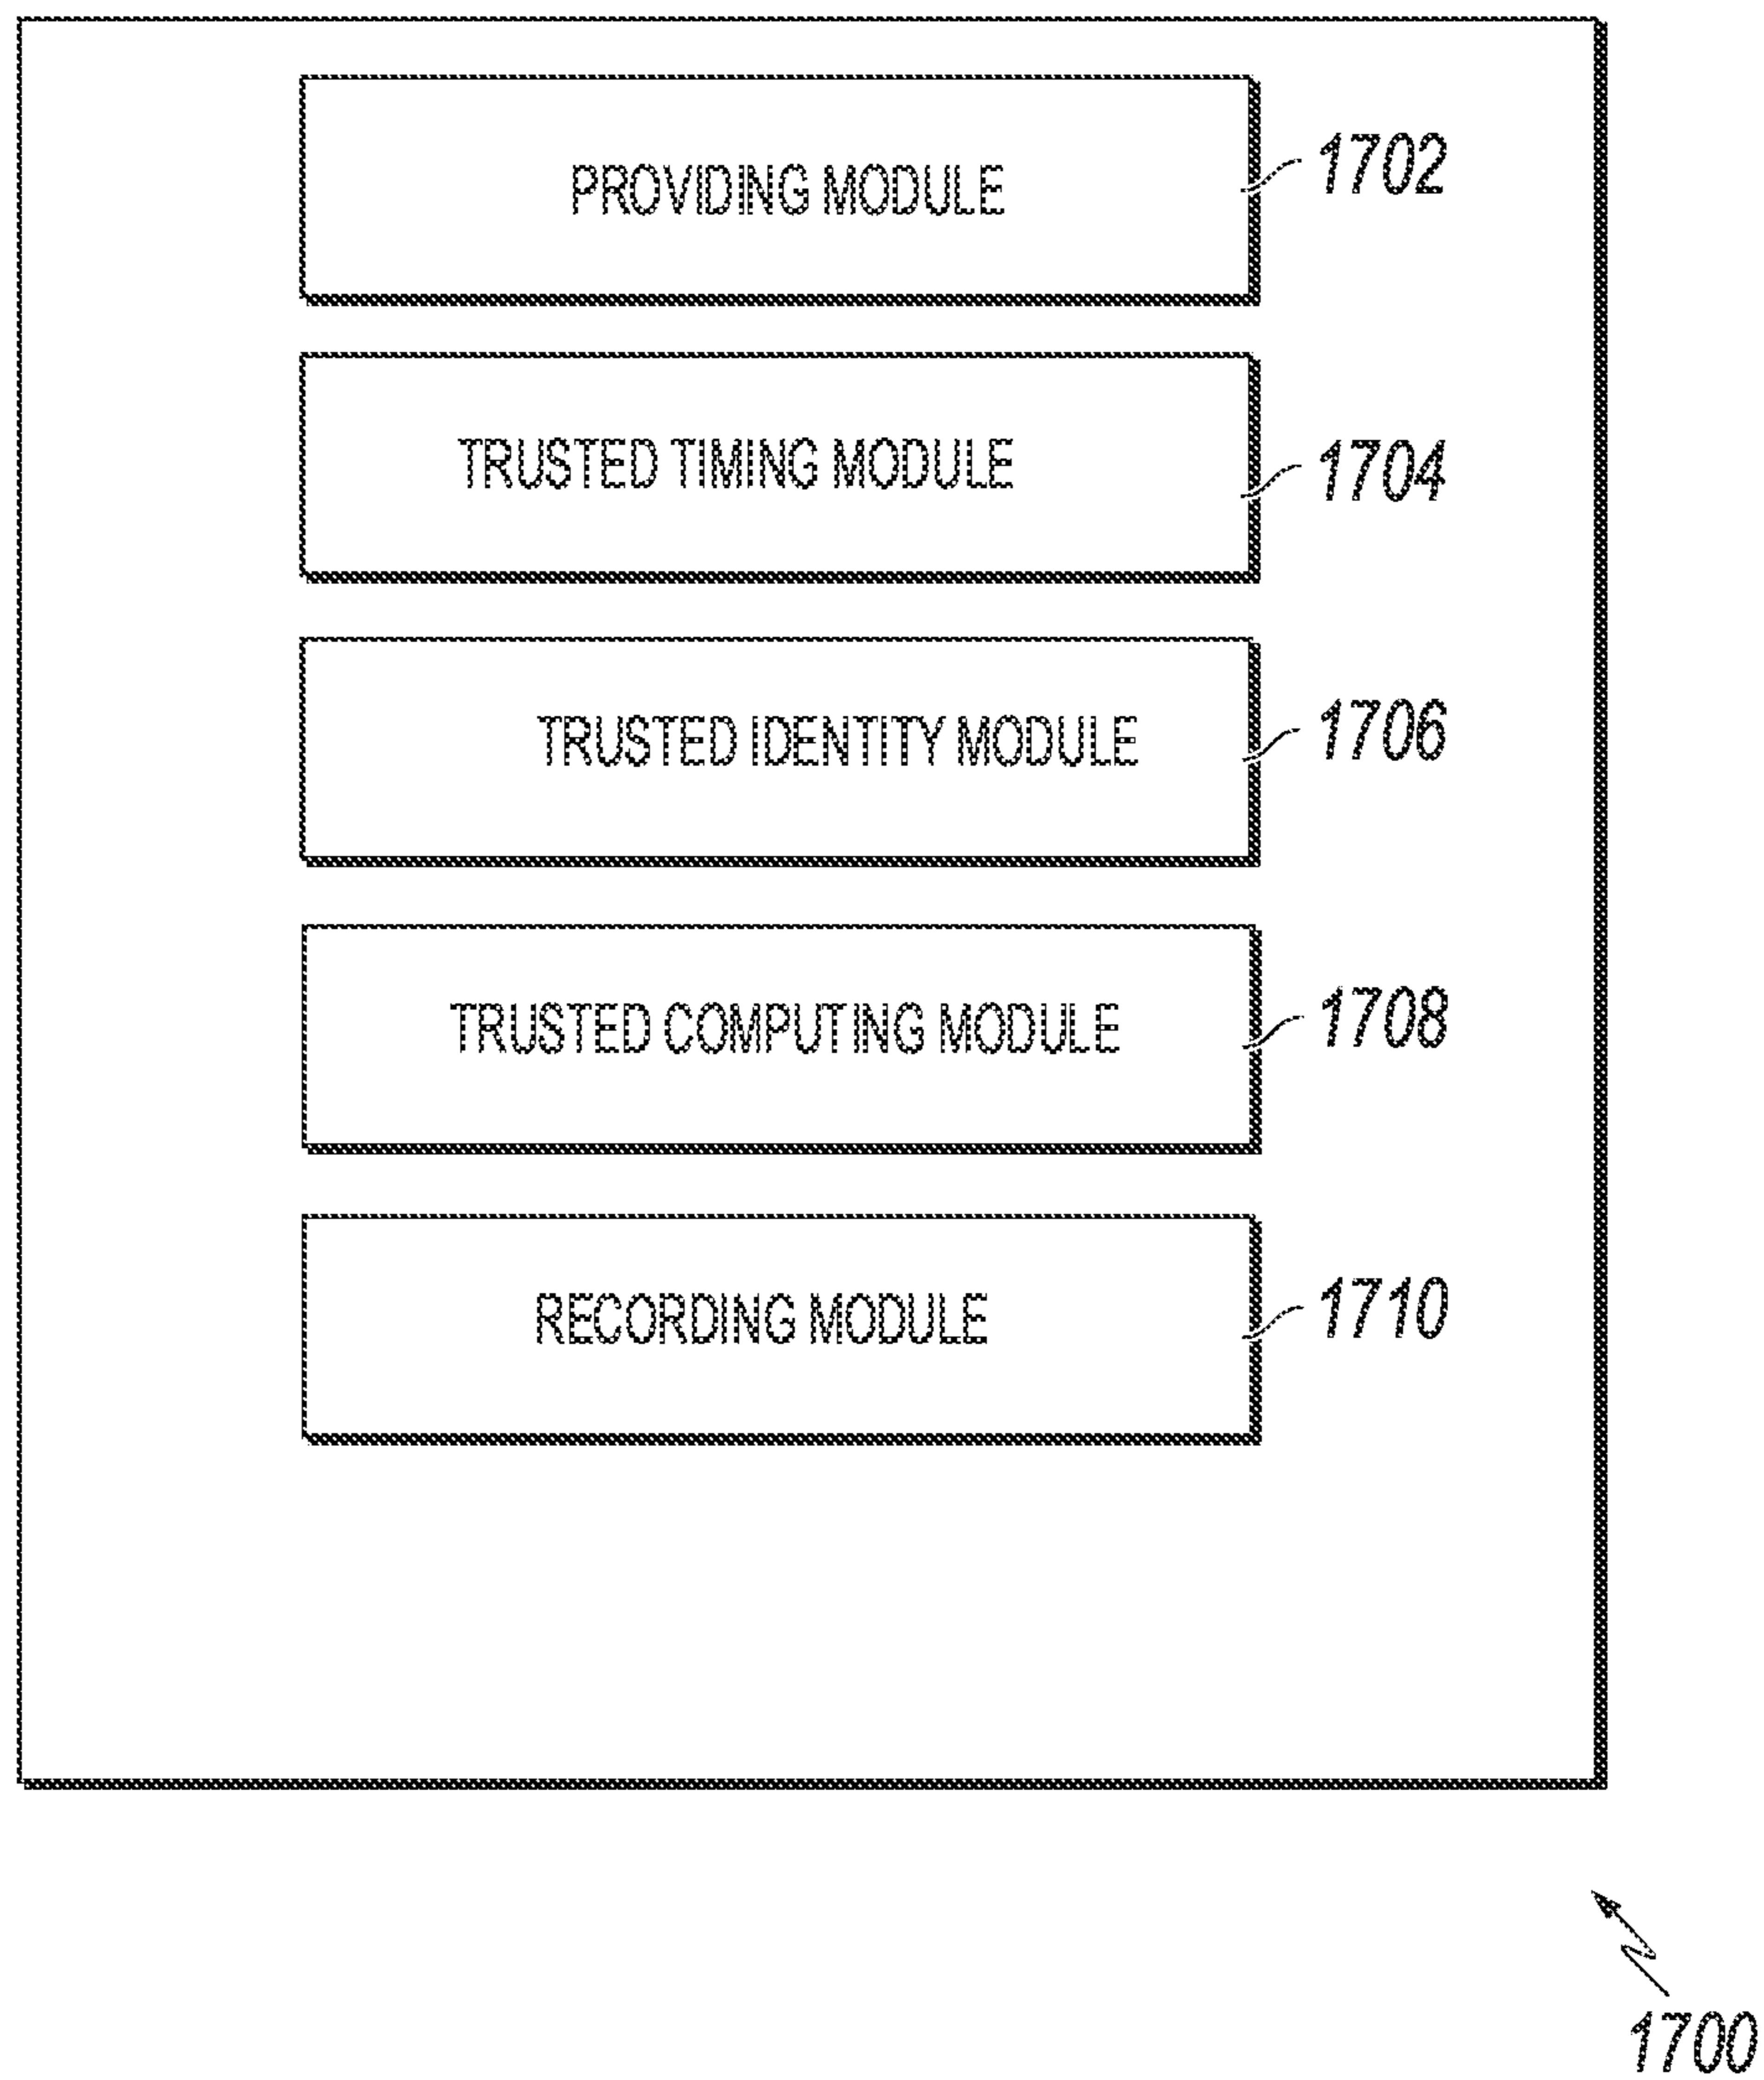 PROVIDING MODULE
1702
TRUSTED TIMING MODULE
1704
TRUSTED IDENTITY MODULE
1706
TRUSTED COMPUTING MODULE
1708
RECORDING MODULE
1710
1700